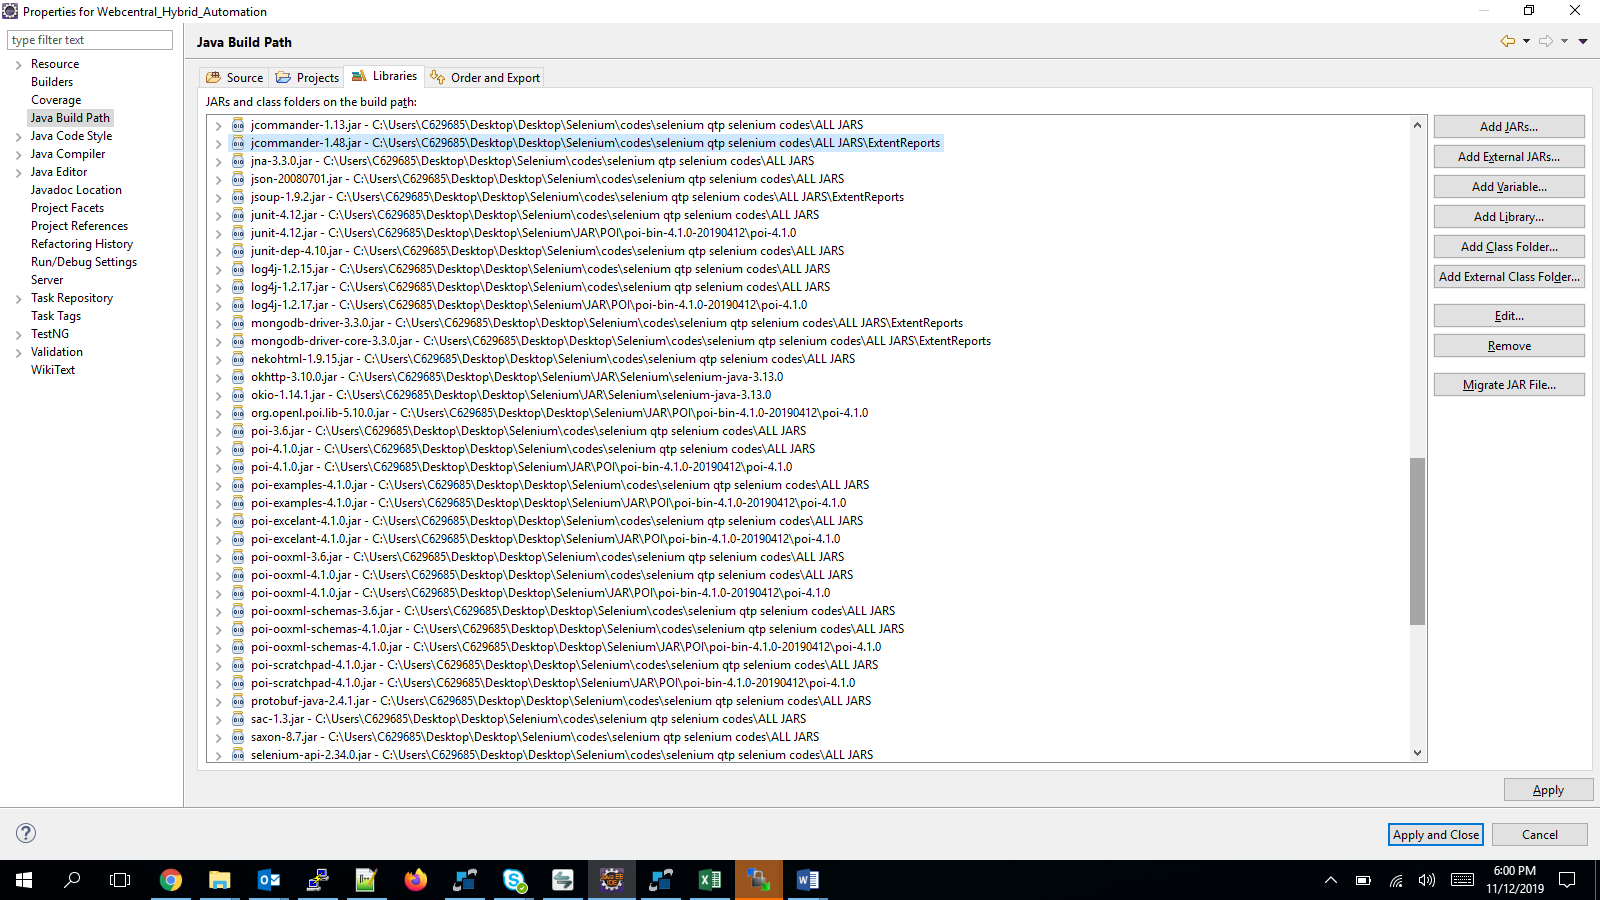 Properties for Webcentral_Hybrid_Automation
type filter text
Resource
Builders
Coverage
Java Build Path
Java Code Style
Java Compiler
Java Editor
Javadoc Location
Project Facets
Project References
Refactoring History
Run/Debug Settings
Server
Task Repository
Task Tags
TestNG
Validation
WikiText
Java Build Path
Source Projects Libraries Order and Export
JARs and class folders on the build path:
jcommander-1.13.jar - C:\Users\C629685\Desktop\Desktop\Selenium\codes\selenium qtp selenium codes\ALL JARS
jcommander-1.48.jar - C:\Users\C629685\Desktop\Desktop\Selenium\codes\selenium qtp selenium codes\ALL JARS\ExtentReports
jna-3.3.0.jar - C:\Users\C629685\Desktop\Desktop\Selenium\codes\selenium qtp selenium codes\ALL JARS
json-20080701.jar - C:\Users\C629685\Desktop\Desktop\Selenium\codes\selenium qtp selenium codes\ALL JARS
jsoup-1.9.2.jar - C:\Users\C629685\Desktop\Desktop\Selenium\codes\selenium qtp selenium codes\ALL JARS\ExtentReports
junit-4.12.jar - C:\Users\C629685\Desktop\Desktop\Selenium\codes\selenium qtp selenium codes\ALL JARS
junit-4.12.jar - C:\Users\C629685\Desktop\Desktop\Selenium\JAR\POI\poi-bin-4.1.0-20190412\poi-4.1.0
junit-dep-4.10.jar - C:\Users\C629685\Desktop\Desktop\Selenium\codes\selenium qtp selenium codes\ALL JARS
log4j-1.2.15.jar - C:\Users\C629685\Desktop\Desktop\Selenium\codes\selenium qtp selenium codes\ALL JARS
log4j-1.2.17.jar - C:\Users\C629685\Desktop\Desktop\Selenium\codes\selenium qtp selenium codes\ALL JARS
log4j-1.2.17.jar - C:\Users\C629685\Desktop\Desktop\Selenium\JAR\POI\poi-bin-4.1.0-20190412\poi-4.1.0
mongodb-driver-3.3.0.jar - C:\Users\C629685\Desktop\Desktop\Selenium\codes\selenium qtp selenium codes\ALL JARS\ExtentReports
mongodb-driver-core-3.3.0.jar - C:\Users\C629685\Desktop\Desktop\Selenium\codes\selenium qtp selenium codes\ALL JARS\ExtentReports
nekohtml-1.9.15.jar - C:\Users\C629685\Desktop\Desktop\Selenium\codes\selenium qtp selenium codes\ALL JARS
okhttp-3.10.0.jar - C:\Users\C629685\Desktop\Desktop\Selenium\JAR\Selenium\selenium-java-3.13.0
okio-1.14.1.jar - C:\Users\C629685\Desktop\Desktop\Selenium\JAR\Selenium\selenium-java-3.13.0
org.openl.poi.lib-5.10.0.jar - C:\Users\C629685\Desktop\Desktop\Selenium\JAR\POI\poi-bin-4.1.0-20190412\poi-4.1.0
poi-3.6.jar - C:\Users\C629685\Desktop\Desktop\Selenium\codes\selenium qtp selenium codes\ALL JARS
poi-4.1.0.jar - C:\Users\C629685\Desktop\Desktop\Selenium\codes\selenium qtp selenium codes\ALL JARS
poi-4.1.0.jar - C:\Users\C629685\Desktop\Desktop\Selenium\JAR\POI\poi-bin-4.1.0-20190412\poi-4.1.0
poi-examples-4.1.0.jar - C:\Users\C629685\Desktop\Desktop\Selenium\codes\selenium qtp selenium codes\ALL JARS
poi-examples-4.1.0.jar - C:\Users\C629685\Desktop\Desktop\Selenium\JAR\POI\poi-bin-4.1.0-20190412\poi-4.1.0
poi-excelant-4.1.0.jar - C:\Users\C629685\Desktop\Desktop\Selenium\codes\selenium qtp selenium codes\ALL JARS
poi-excelant-4.1.0.jar - C:\Users\C629685\Desktop\Desktop\Selenium\JAR\POI\poi-bin-4.1.0-20190412\poi-4.1.0
poi-ooxml-3.6.jar - C:\Users\C629685\Desktop\Desktop\Selenium\codes\selenium qtp selenium codes\ALL JARS
poi-ooxml-4.1.0.jar - C:\Users\C629685\Desktop\Desktop\Selenium\codes\selenium qtp selenium codes\ALL JARS
poi-ooxml-4.1.0.jar - C:\Users\C629685\Desktop\Desktop\Selenium\JAR\POI\poi-bin-4.1.0-20190412\poi-4.1.0
poi-ooxml-schemas-3.6.jar - C:\Users\C629685\Desktop\Desktop\Selenium\codes\selenium qtp selenium codes\ALL JARS
poi-ooxml-schemas-4.1.0.jar - C:\Users\C629685\Desktop\Desktop\Selenium\codes\selenium qtp selenium codes\ALL JARS
poi-ooxml-schemas-4.1.0.jar - C:\Users\C629685\Desktop\Desktop\Selenium\JAR\POI\poi-bin-4.1.0-20190412\poi-4.1.0
poi-scratchpad-4.1.0.jar - C:\Users\C629685\Desktop\Desktop\Selenium\codes\selenium qtp selenium codes\ALL JARS
poi-scratchpad-4.1.0.jar - C:\Users\C629685\Desktop\Desktop\Selenium\JAR\POI\poi-bin-4.1.0-20190412\poi-4.1.0
protobuf-java-2.4.1.jar - C:\Users\C629685\Desktop\Desktop\Selenium\codes\selenium qtp selenium codes\ALL JARS
sac-1.3.jar - C:\Users\C629685\Desktop\Desktop\Selenium\codes\selenium qtp selenium codes\ALL JARS
saxon-8.7.jar - C:\Users\C629685\Desktop\Desktop\Selenium\codes\selenium qtp selenium codes\ALL JARS
selenium-api-2.34.0.jar - C:\Users\C629685\Desktop\Desktop\Selenium\codes\selenium qtp selenium codes\ALL JARS
Add JARs...
Add External JARs...
Add Variable...
Add Library...
Add Class Folder...
Add External Class Folder...
Edit...
Remove
Migrate JAR File...
Apply
Apply and Close Cancel
6:00 PM
11/12/2019